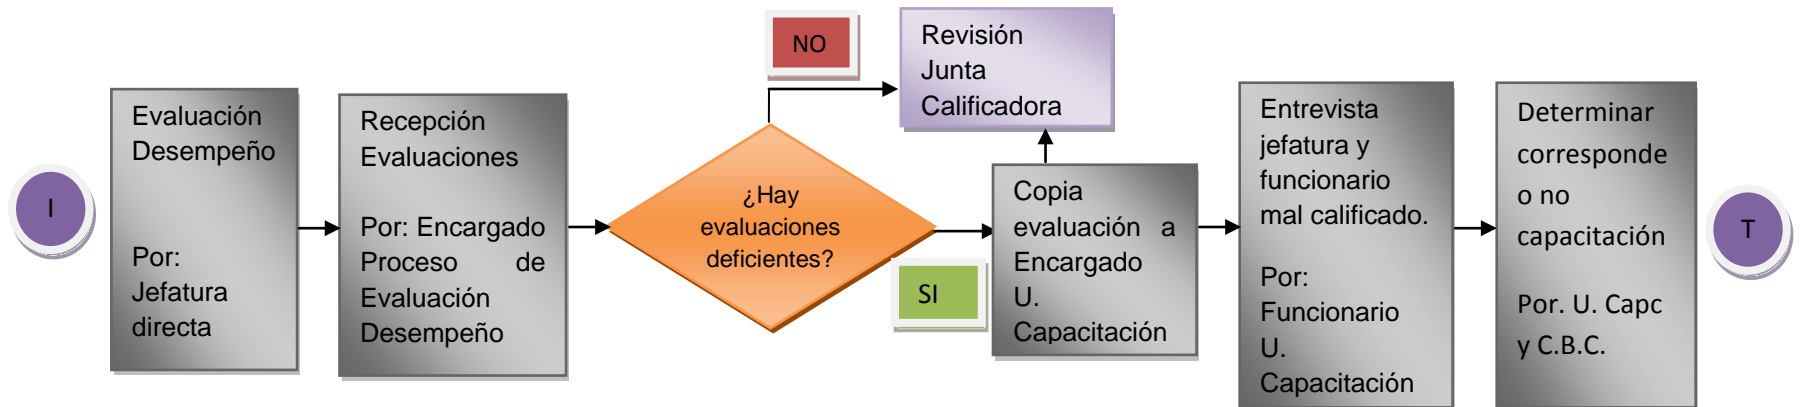 I
Evaluación
Desempeño
Por:
Jefatura
directa
Recepción
Evaluaciones
Por: Encargado
Proceso de
Evaluación
Desempeño
¿Hay
evaluaciones
deficientes?
NO
Revisión
Junta
Calificadora
SI
Copia
evaluación a
Encargado
U.
Capacitación
Entrevista
jefatura y
funcionario
mal calificado.
Por:
Funcionario
U.
Capacitación
Determinar
corresponde
o no
capacitación
Por. U. Capc
y C.B.C.
T